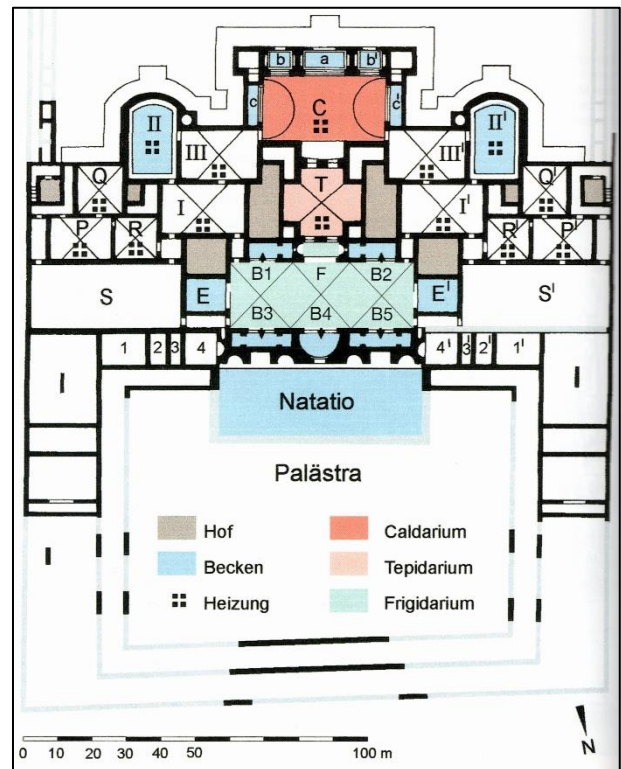 b a b'
c C c'
II II'
III III'
Q T Q'
I I'
P R R' P'
B1 F B2
S E E' S'
B3 B4 B5
1 2 3 4 4' 3' 2' 1'
Natatio
Palästra
Hof Caldarium
Becken Tepidarium
Heizung Frigidarium
0 10 20 30 40 50 100 m
N